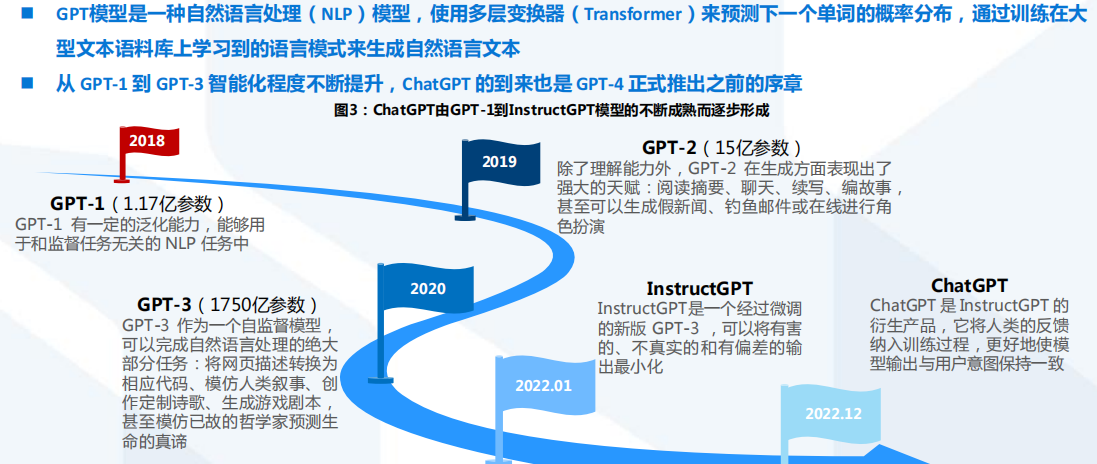 GPT模型是一种自然语言处理（NLP）模型，使用多层变换器（Transformer）来预测下一个单词的概率分布，通过训练在大
型文本语料库上学习到的语言模式来生成自然语言文本
从 GPT-1 到 GPT-3 智能化程度不断提升，ChatGPT 的到来也是 GPT-4 正式推出之前的序章
图3：ChatGPT由GPT-1到InstructGPT模型的不断成熟而逐步形成
2018
GPT-1（1.17亿参数）
GPT-1 有一定的泛化能力，能够用
于和监督任务无关的 NLP 任务中
2019
GPT-2（15亿参数）
除了理解能力外，GPT-2 在生成方面表现出了
强大的天赋：阅读摘要、聊天、续写、编故事，
甚至可以生成假新闻、钓鱼邮件或在线进行角
色扮演
2020
GPT-3（1750亿参数）
GPT-3 作为一个自监督模型，
可以完成自然语言处理的绝大
部分任务：将网页描述转换为
相应代码、模仿人类叙事、创
作定制诗歌、生成游戏剧本，
甚至模仿已故的哲学家预测生
命的真谛
InstructGPT
InstructGPT是一个经过微调
的新版 GPT-3 ，可以将有害
的、不真实的和有偏差的输
出最小化
2022.01
ChatGPT
ChatGPT 是 InstructGPT 的
衍生产品，它将人类的反馈
纳入训练过程，更好地使模
型输出与用户意图保持一致
2022.12